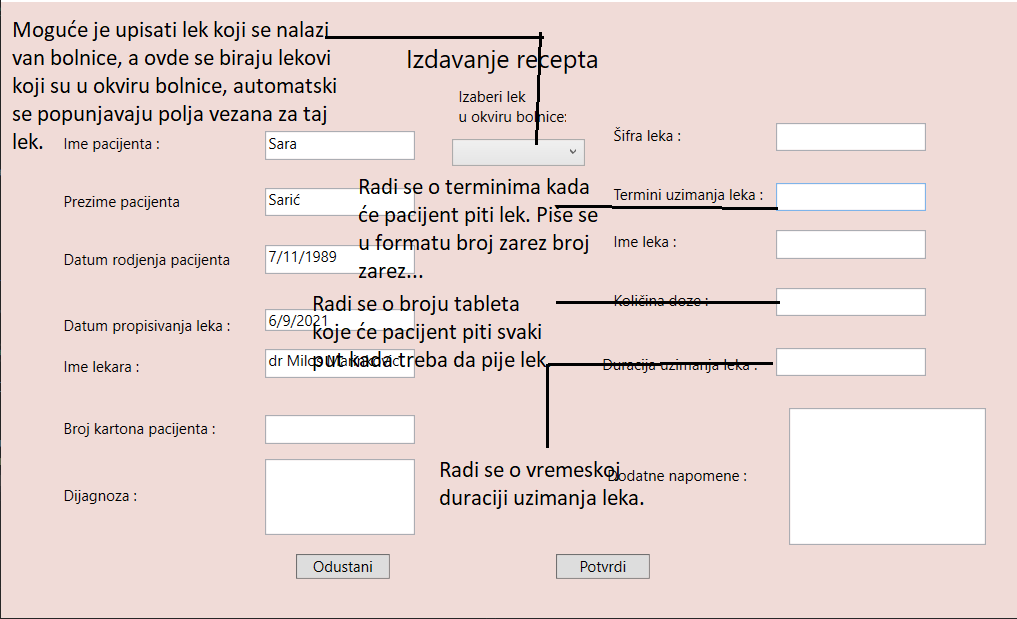 Moguće je upisati lek koji se nalazi
van bolnice, a ovde se biraju lekovi
koji su u okviru bolnice, automatski
se popunjavaju polja vezana za taj
lek.
Izdavanje recepta
Izaberi lek
u okviru bolnice:
Ime pacijenta :
Sara
Prezime pacijenta
Sarić
Datum rodjenja pacijenta
7/11/1989
Datum propisivanja leka :
6/9/2021
Ime lekara :
dr Milos
Broj kartona pacijenta :
Dijagnoza :
Radi se o terminima kada
će pacijent piti lek. Piše se
u formatu broj zarez broj
zarez...
Radi se o broju tableta
koje će pacijent piti svaki
put kada treba da pije lek
Radi se o vremeskoj
duraciji uzimanja leka.
Šifra leka :
Termini uzimanja leka :
Ime leka :
Količina doze :
Duracija uzimanja leka :
Dodatne napomene :
Odustani
Potvrdi